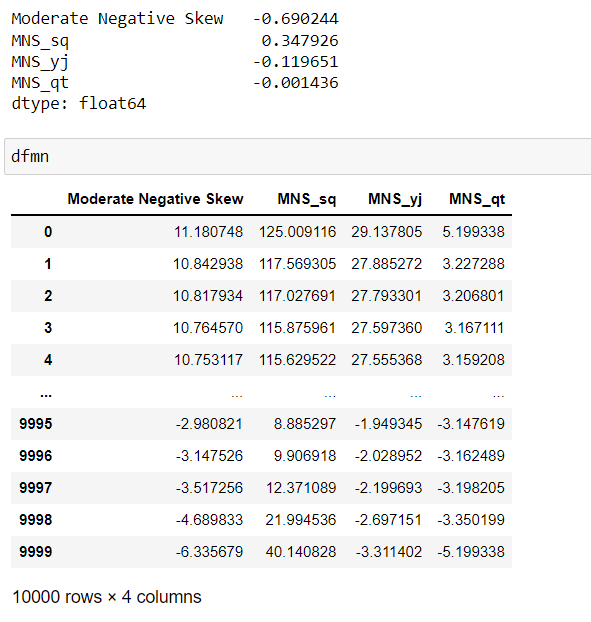 Moderate Negative Skew -0.690244
MNS_sq 0.347926
MNS_yj -0.119651
MNS_qt -0.001436
dtype: float64
dfmn
Moderate Negative Skew MNS_sq MNS_yj MNS_qt
0 11.180748 125.009116 29.137805 5.199338
1 10.842938 117.569305 27.885272 3.227288
2 10.817934 117.027691 27.793301 3.206801
3 10.764570 115.875961 27.597360 3.167111
4 10.753117 115.629522 27.555368 3.159208
... ... ... ... ...
9995 -2.980821 8.885297 -1.949345 -3.147619
9996 -3.147526 9.906918 -2.028952 -3.162489
9997 -3.517256 12.371089 -2.199693 -3.198205
9998 -4.689833 21.994536 -2.697151 -3.350199
9999 -6.335679 40.140828 -3.311402 -5.199338
10000 rows × 4 columns